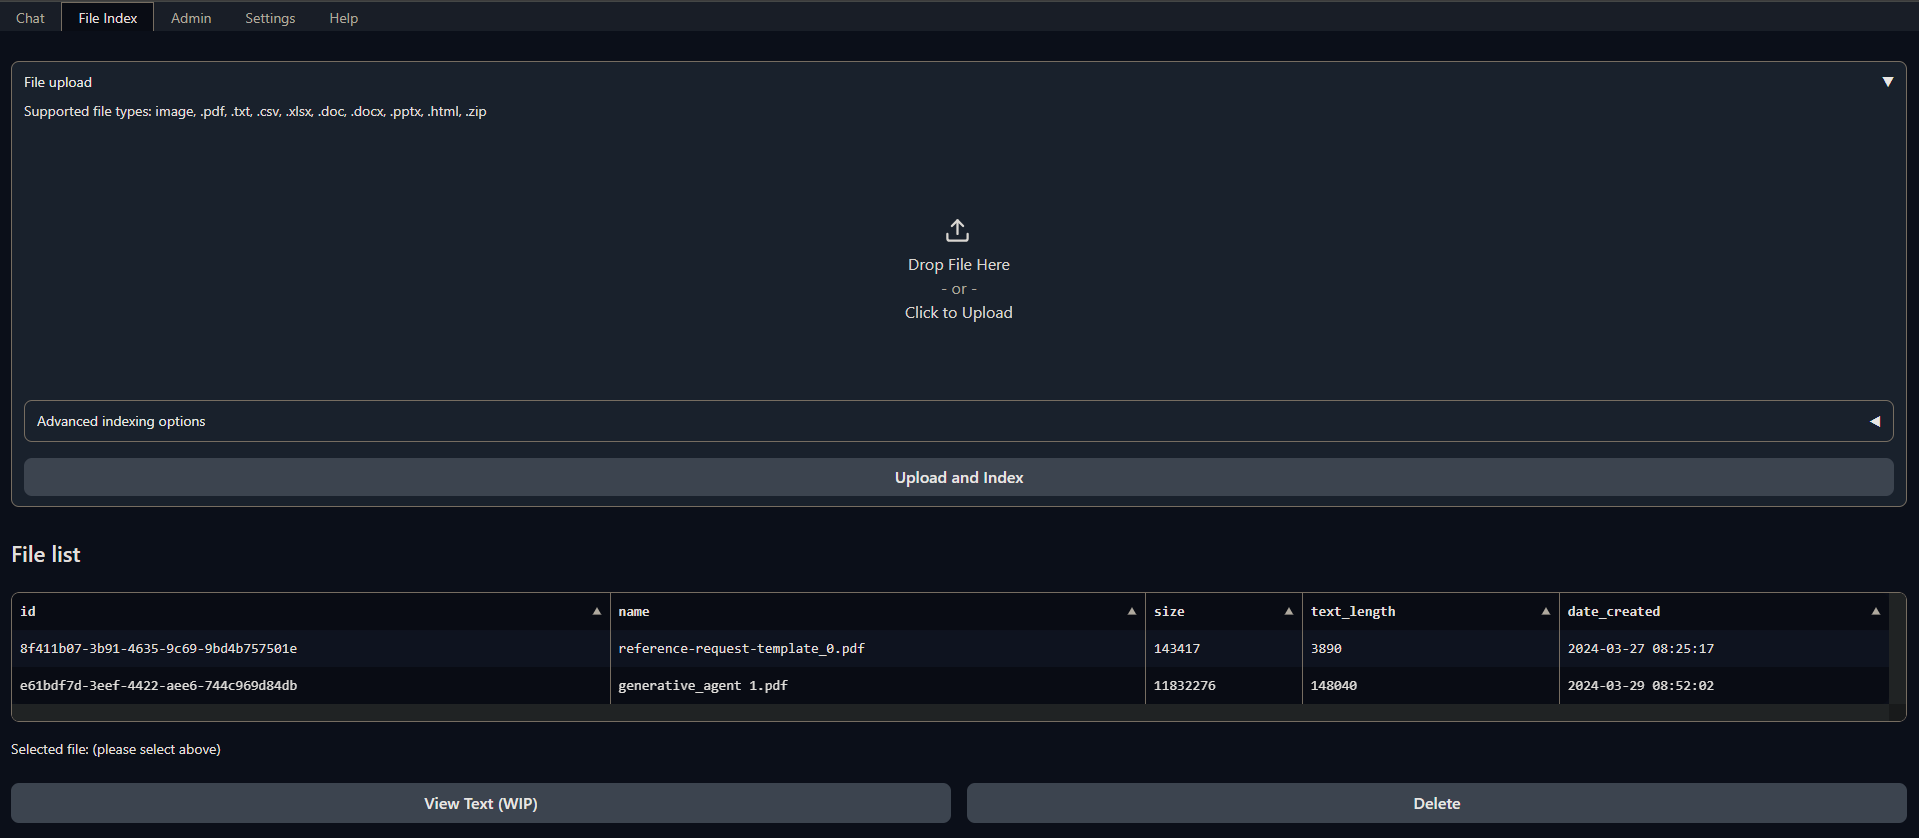 Chat File Index Admin Settings Help
File upload
Supported file types: image, .pdf, .txt, .csv, .xlsx, .doc, .docx, .pptx, .html, .zip
Drop File Here
- or -
Click to Upload
Advanced indexing options
Upload and Index
File list
id name size text_length date_created
8f411b07-3b91-4635-9c69-9bd4b757501e reference-request-template_0.pdf 143417 3890 2024-03-27 08:25:17
e61bdf7d-3eef-4422-aee6-744c969d84db generative_agent 1.pdf 11832276 148040 2024-03-29 08:52:02
Selected file: (please select above)
View Text (WIP) Delete